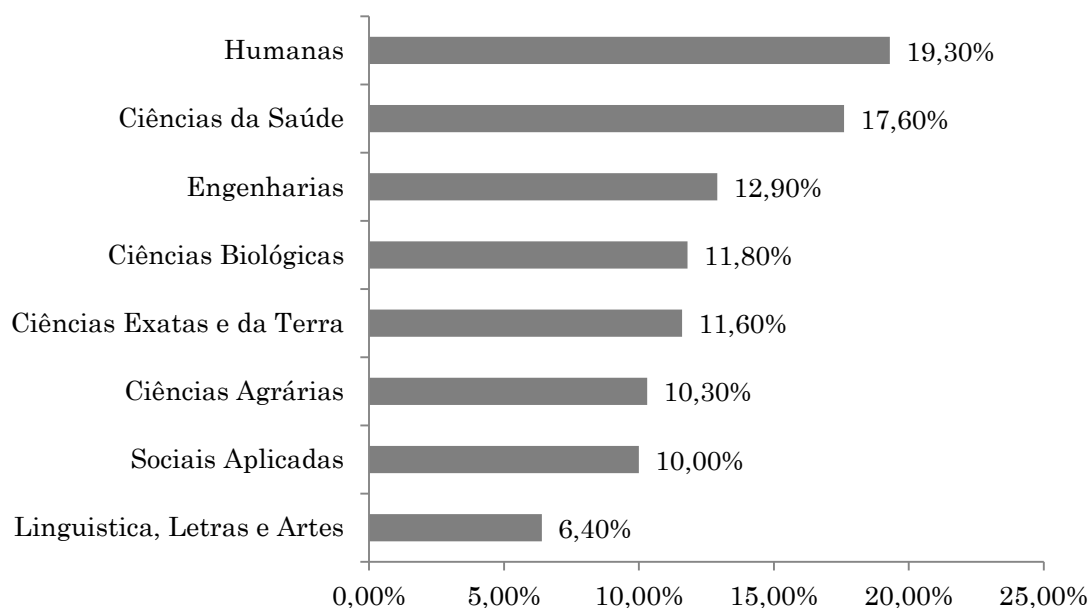 Humanas 19,30%
Ciências da Saúde 17,60%
Engenharias 12,90%
Ciências Biológicas 11,80%
Ciências Exatas e da Terra 11,60%
Ciências Agrárias 10,30%
Sociais Aplicadas 10,00%
Linguistica, Letras e Artes 6,40%
0,00% 5,00% 10,00% 15,00% 20,00% 25,00%